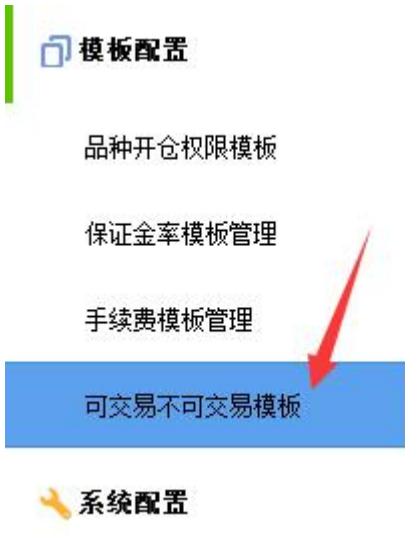 模板配置
品种开仓权限模板
保证金率模板管理
手续费模板管理
可交易不可交易模板
系统配置